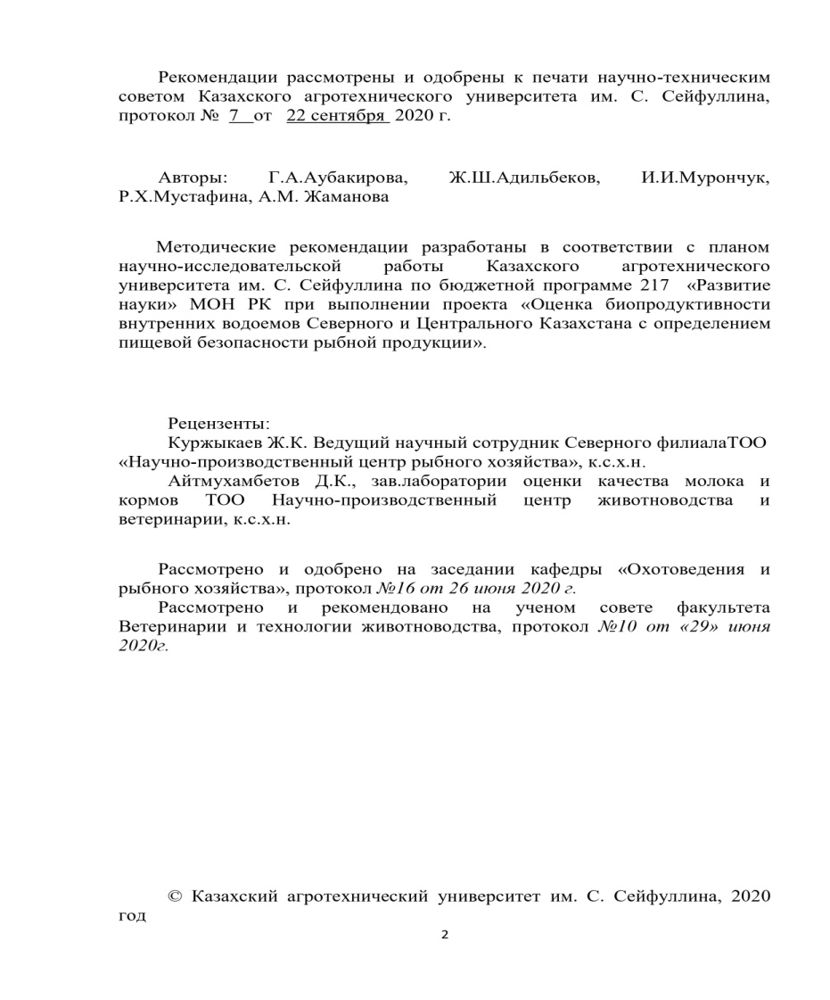 Рекомендации рассмотрены и одобрены к печати научно-техническим
советом Казахского агротехнического университета им. С. Сейфуллина,
протокол № 7 от 22 сентября 2020 г.
Авторы: Г.А.Аубакирова, Ж.Ш.Адильбеков, И.И.Мурончук,
Р.Х.Мустафина, А.М. Жаманова
Методические рекомендации разработаны в соответствии с планом
научно-исследовательской работы Казахского агротехнического
университета им. С. Сейфуллина по бюджетной программе 217 «Развитие
науки» МОН РК при выполнении проекта «Оценка биопродуктивности
внутренних водоемов Северного и Центрального Казахстана с определением
пищевой безопасности рыбной продукции».
Рецензенты:
Куржыкаев Ж.К. Ведущий научный сотрудник Северного филиалаТОО
«Научно-производственный центр рыбного хозяйства», к.с.х.н.
Айтмухамбетов Д.К., зав.лаборатории оценки качества молока и
кормов ТОО Научно-производственный центр животноводства и
ветеринарии, к.с.х.н.
Рассмотрено и одобрено на заседании кафедры «Охотоведения и
рыбного хозяйства», протокол №16 от 26 июня 2020 г.
Рассмотрено и рекомендовано на ученом совете факультета
Ветеринарии и технологии животноводства, протокол №10 от «29» июня
2020г.
© Казахский агротехнический университет им. С. Сейфуллина, 2020
год
2